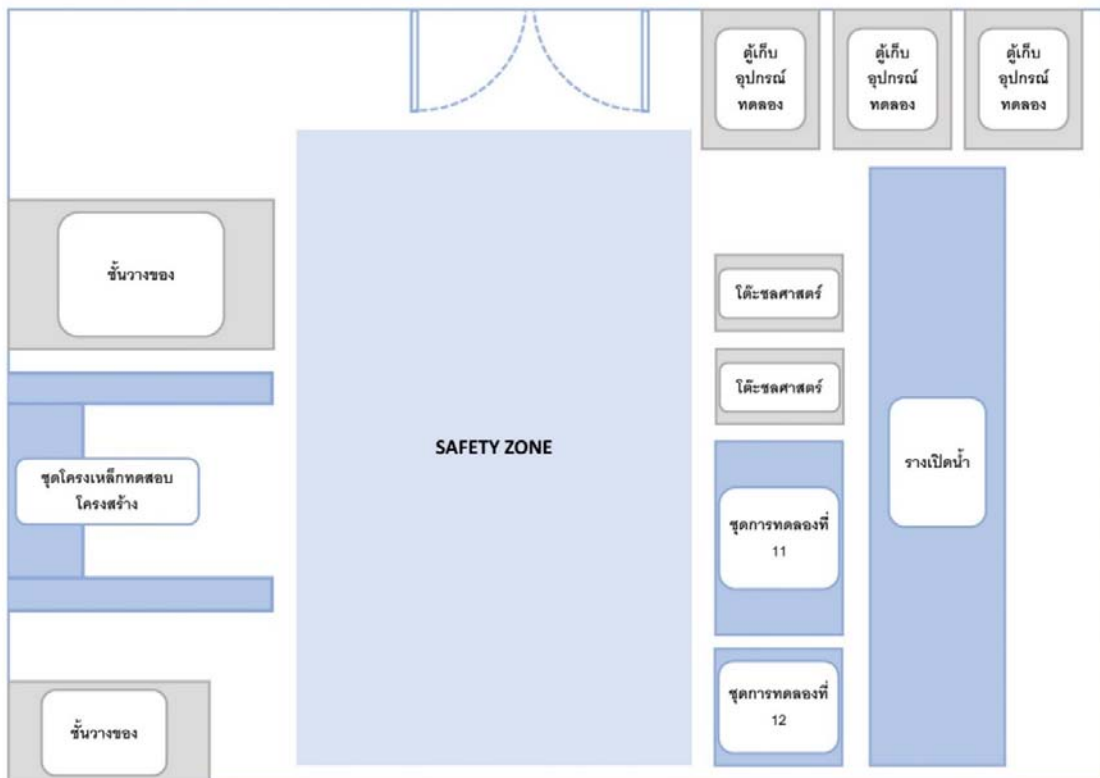 ตู้เก็บ
อุปกรณ์
ทดลอง
ตู้เก็บ
อุปกรณ์
ทดลอง
ตู้เก็บ
อุปกรณ์
ทดลอง
ชั้นวางของ
โต๊ะชลศาสตร์
โต๊ะชลศาสตร์
SAFETY ZONE
รางเปิดน้ำ
ชุดโครงเหล็กทดสอบ
โครงสร้าง
ชุดการทดลองที่
11
ชุดการทดลองที่
12
ชั้นวางของ